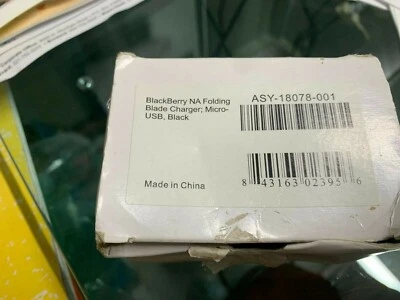 BlackBerry NA Folding
Blade Charger; Micro-
USB, Black
ASY-18078-001
Made in China
8 43163 02395 6